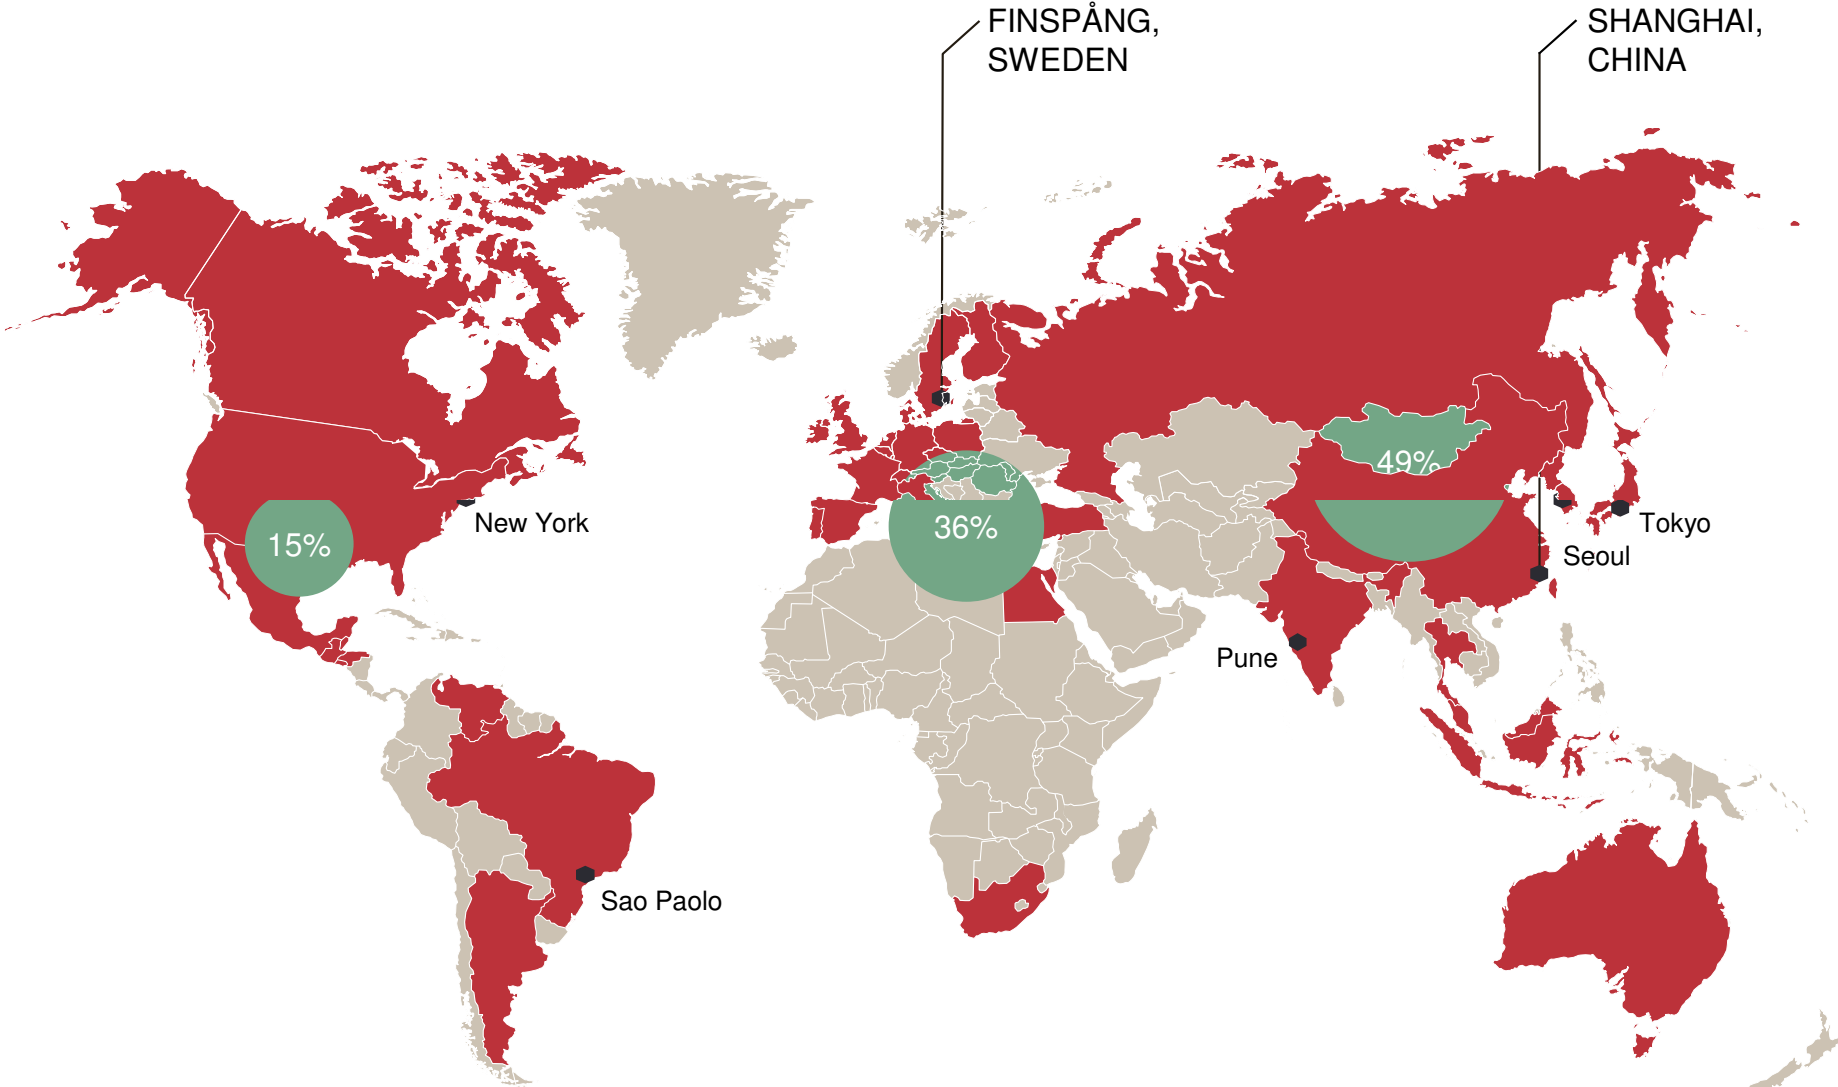 FINSPÅNG,
SWEDEN
SHANGHAI,
CHINA
49%
New York
Tokyo
15%
36%
Seoul
Pune
Sao Paolo